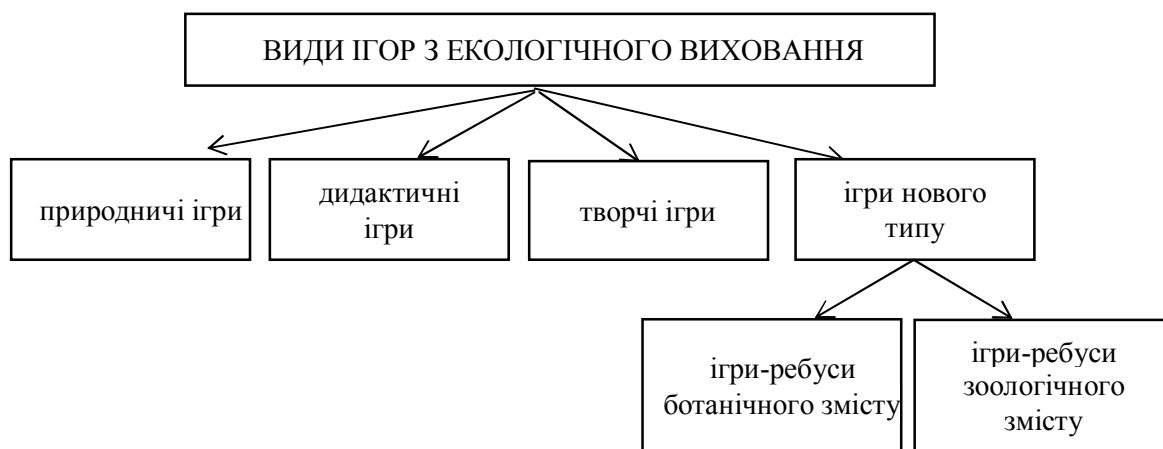 ВИДИ ІГОР З ЕКОЛОГІЧНОГО ВИХОВАННЯ
природничі ігри
дидактичні
ігри
творчі ігри
ігри нового
типу
ігри-ребуси
ботанічного змісту
ігри-ребуси
зоологічного
змісту